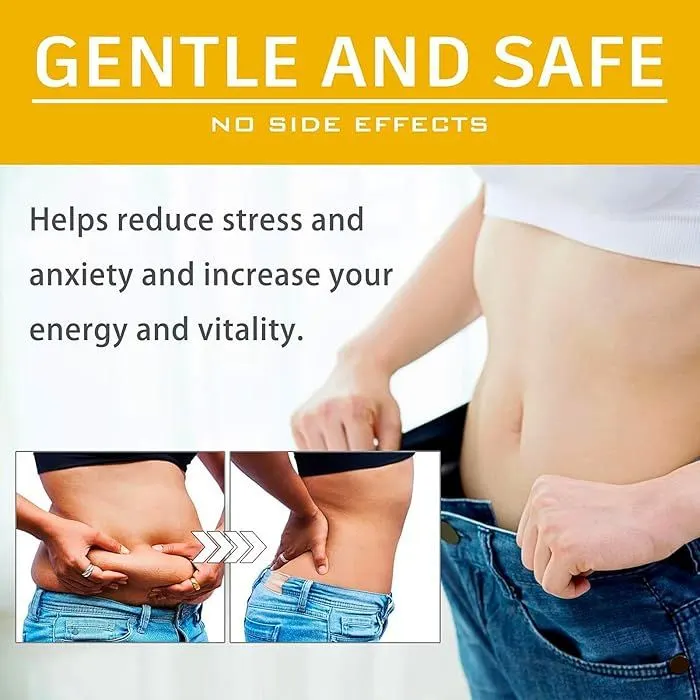 GENTLE AND SAFE
NO SIDE EFFECTS
Helps reduce stress and
anxiety and increase your
energy and vitality.